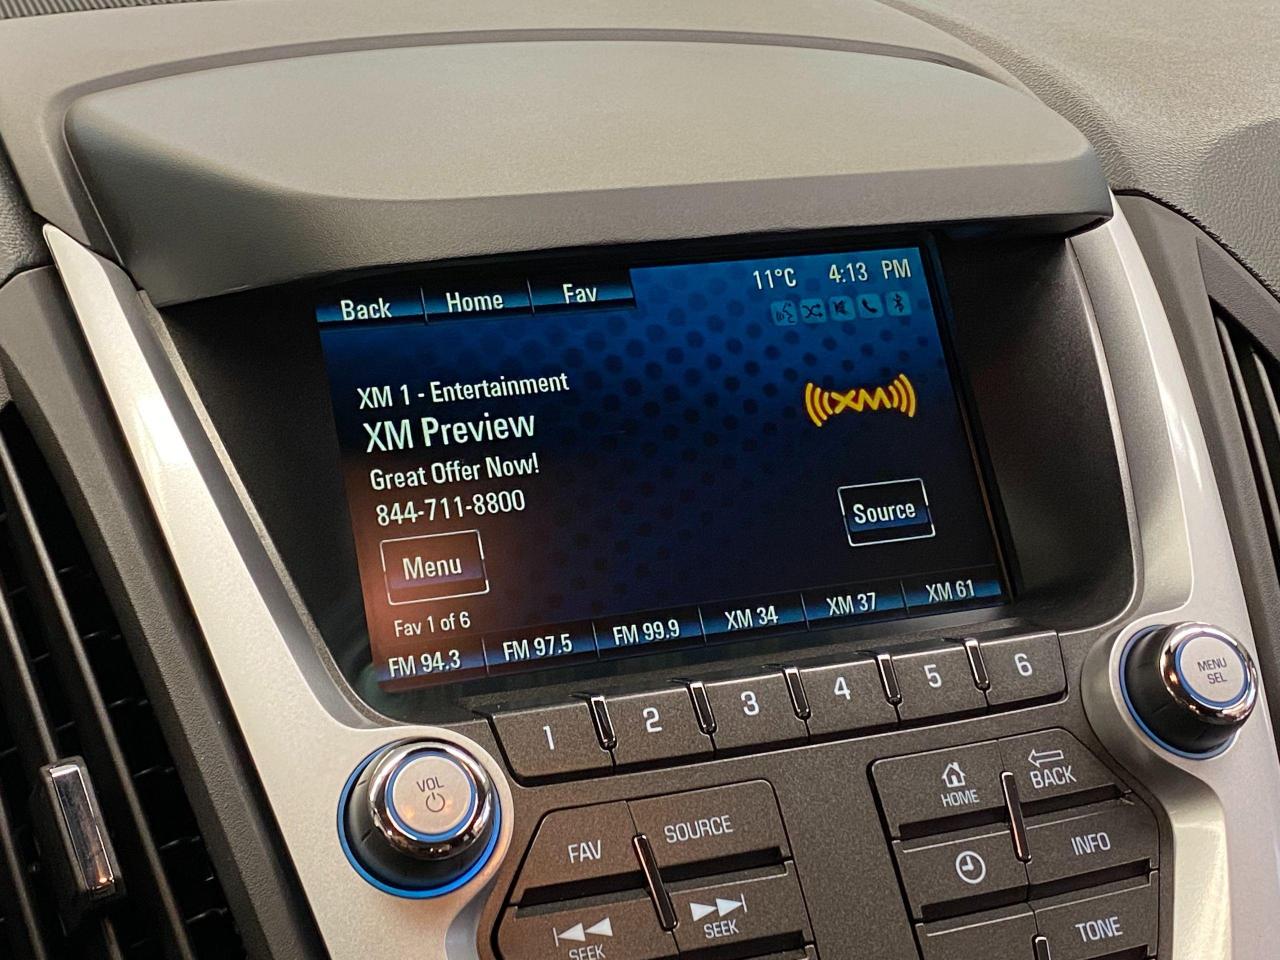 Back Home Fav 11°C 4:13 PM
XM 1 - Entertainment
XM Preview
XM
Great Offer Now!
844-711-8800
Source
Menu
Fav 1 of 6
FM 94.3 FM 97.5 FM 99.9 XM 34 XM 37 XM 61
1 2 3 4 5 6
MENU
SEL
VOL
HOME
BACK
FAV
SOURCE
INFO
SEEK
SEEK
TONE